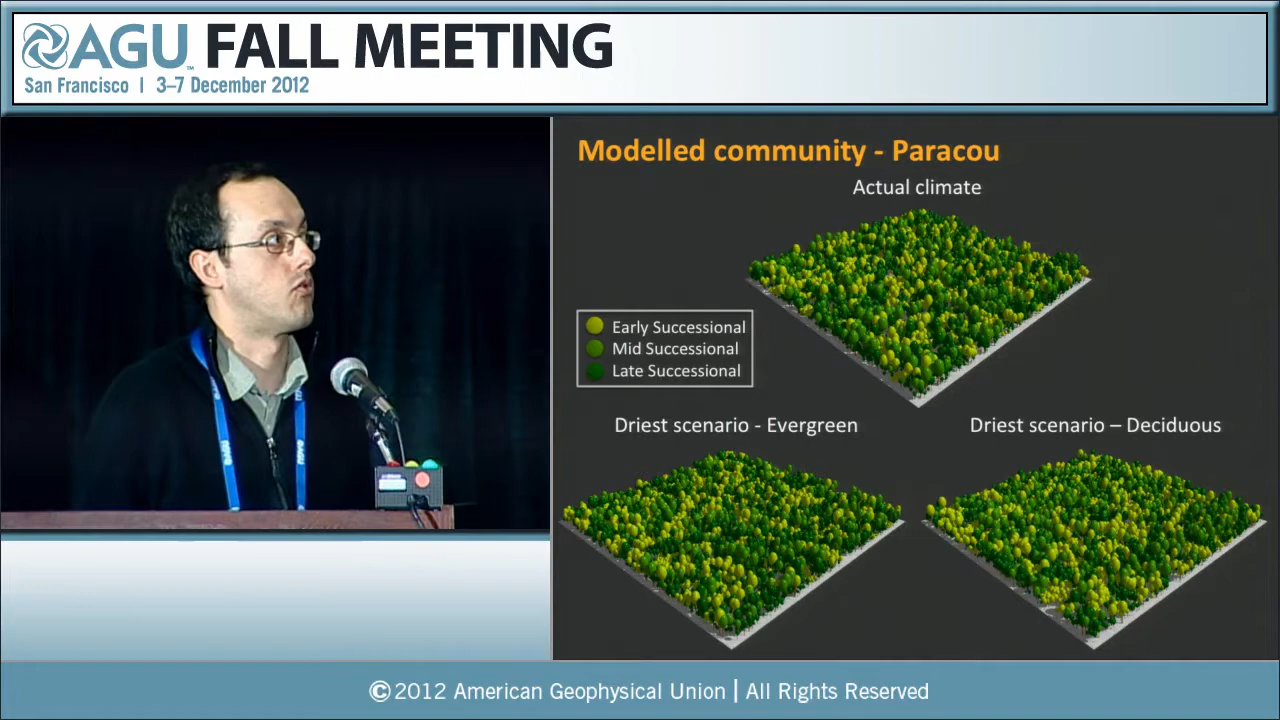 AGU FALL MEETING
San Francisco | 3–7 December 2012
Modelled community - Paracou
Actual climate
Early Successional
Mid Successional
Late Successional
Driest scenario - Evergreen
Driest scenario – Deciduous
©2012 American Geophysical Union | All Rights Reserved